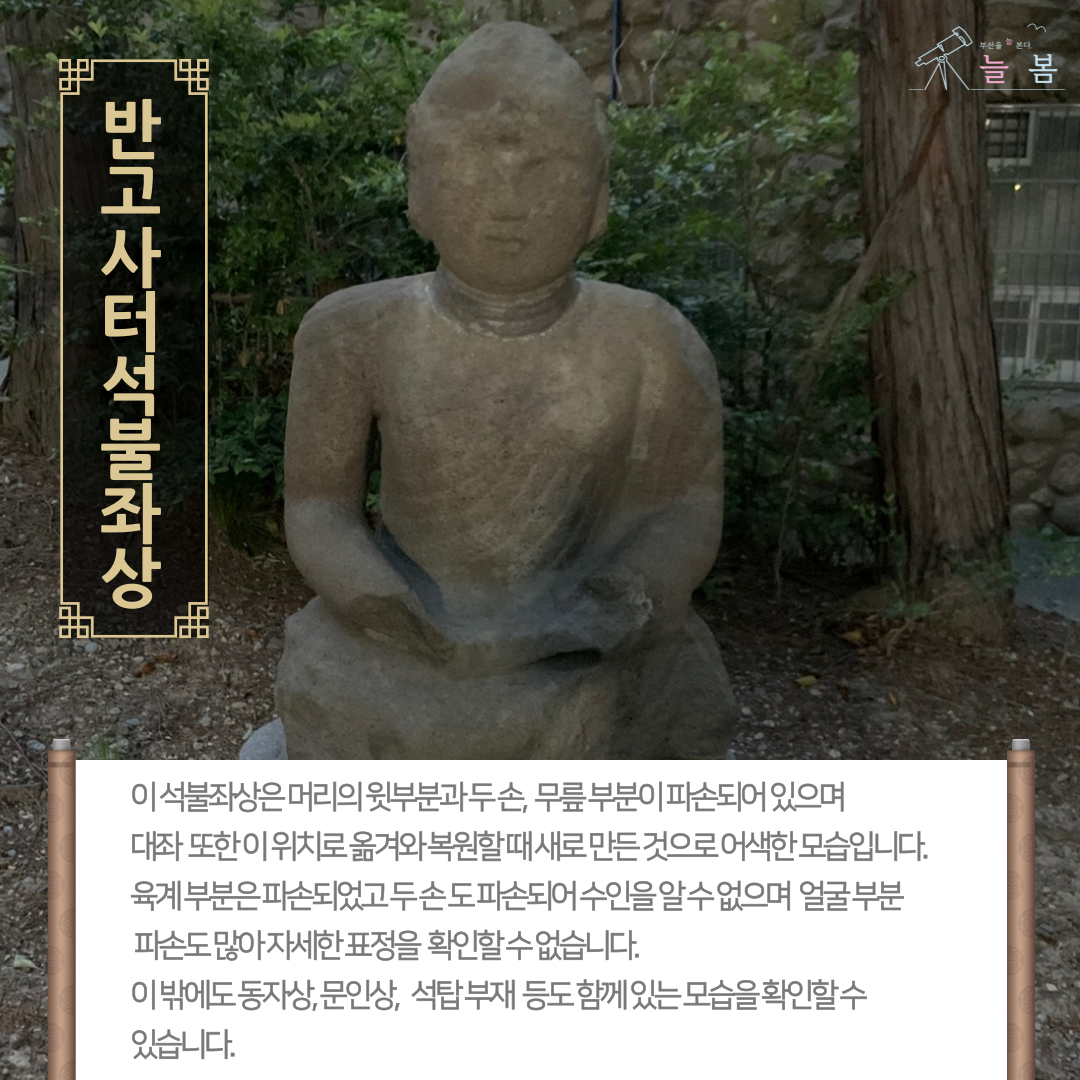 반고사터석불좌상
부산을 늘 본다.
늘 봄
이 석불좌상은 머리의 윗부분과 두 손, 무릎 부분이 파손되어 있으며
대좌 또한 이 위치로 옮겨와 복원할 때 새로 만든 것으로 어색한 모습입니다.
육계 부분은 파손되었고 두 손 도 파손되어 수인을 알 수 없으며 얼굴 부분
파손도 많아 자세한 표정을 확인할 수 없습니다.
이 밖에도 동자상, 문인상, 석탑 부재 등도 함께 있는 모습을 확인할 수
있습니다.